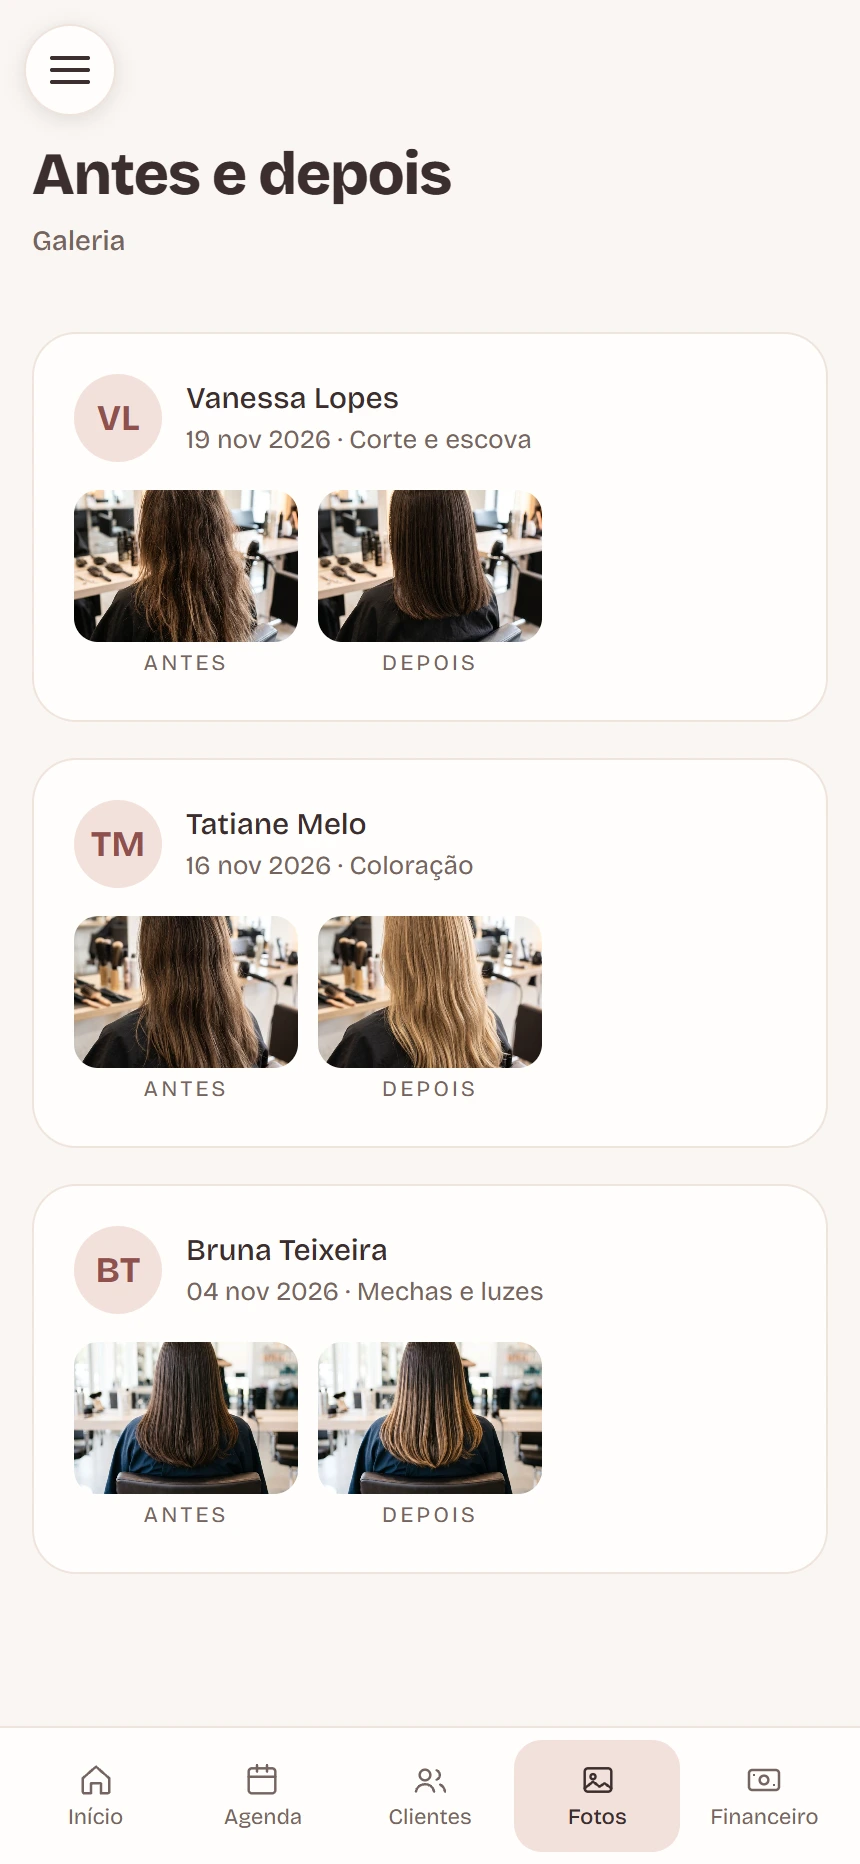 Antes e depois
Galeria
VL
Vanessa Lopes
19 nov 2026 · Corte e escova
ANTES
DEPOIS
TM
Tatiane Melo
16 nov 2026 · Coloração
ANTES
DEPOIS
BT
Bruna Teixeira
04 nov 2026 · Mechas e luzes
ANTES
DEPOIS
Início
Agenda
Clientes
Fotos
Financeiro